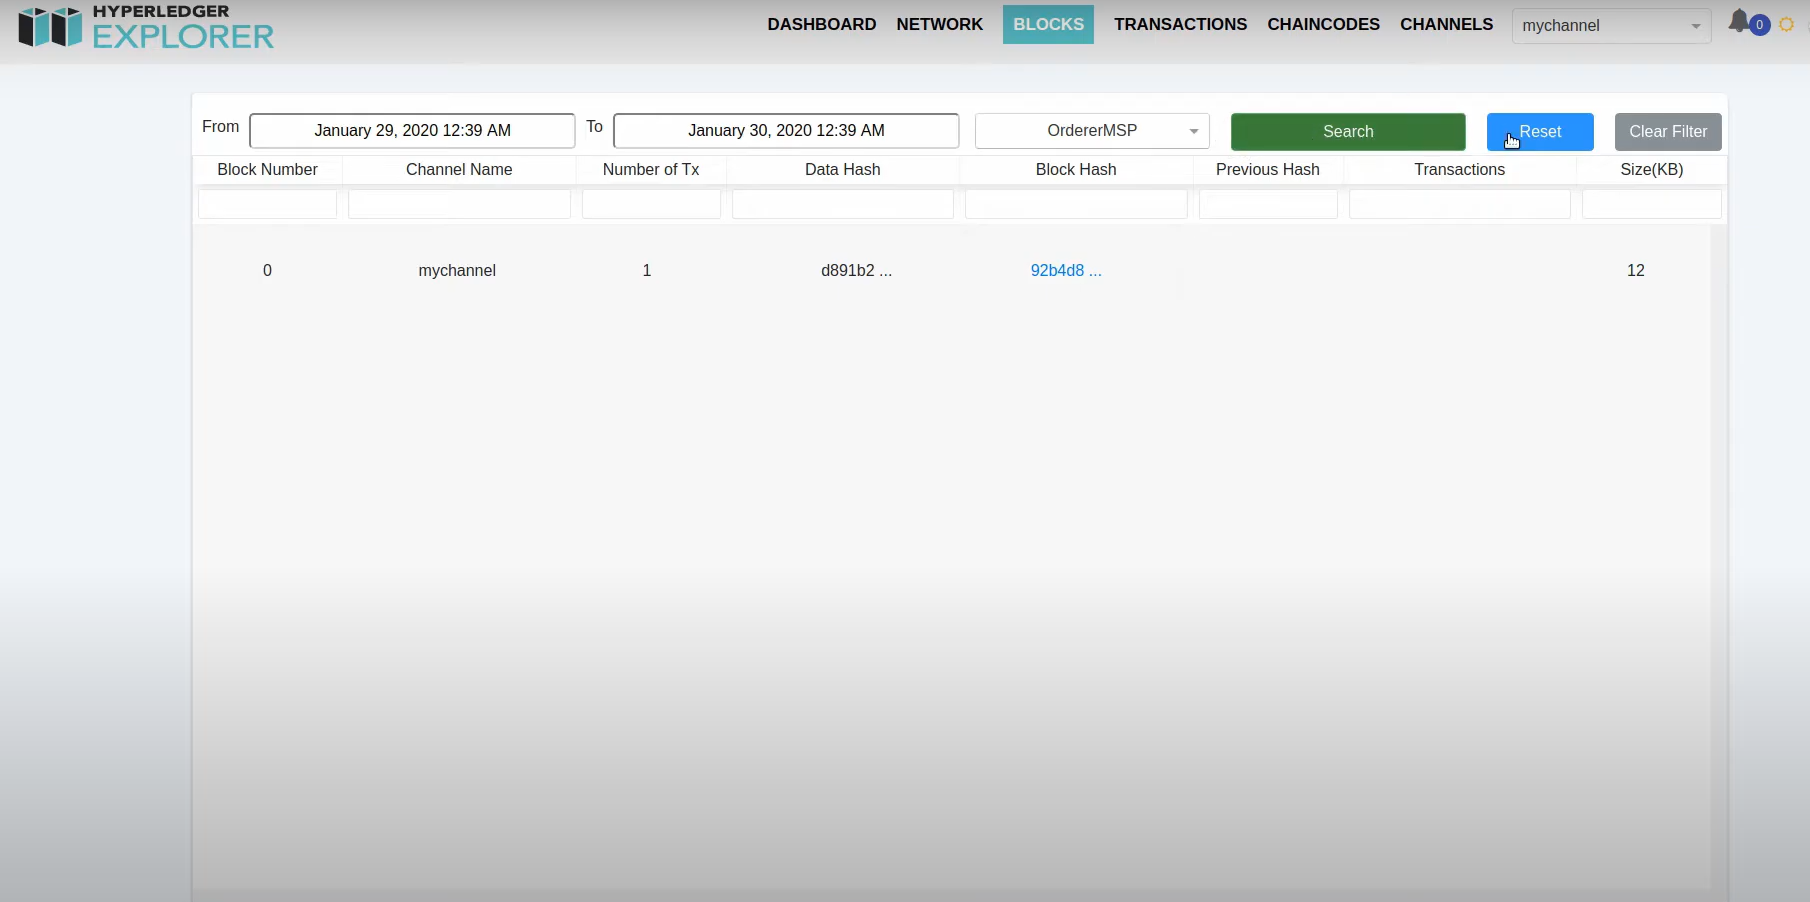 HYPERLEDGER
EXPLORER
DASHBOARD NETWORK BLOCKS TRANSACTIONS CHAINCODES CHANNELS mychannel 0
From January 29, 2020 12:39 AM To January 30, 2020 12:39 AM OrdererMSP Search Reset Clear Filter
Block Number Channel Name Number of Tx Data Hash Block Hash Previous Hash Transactions Size(KB)
0 mychannel 1 d891b2 ... 92b4d8 ... 12